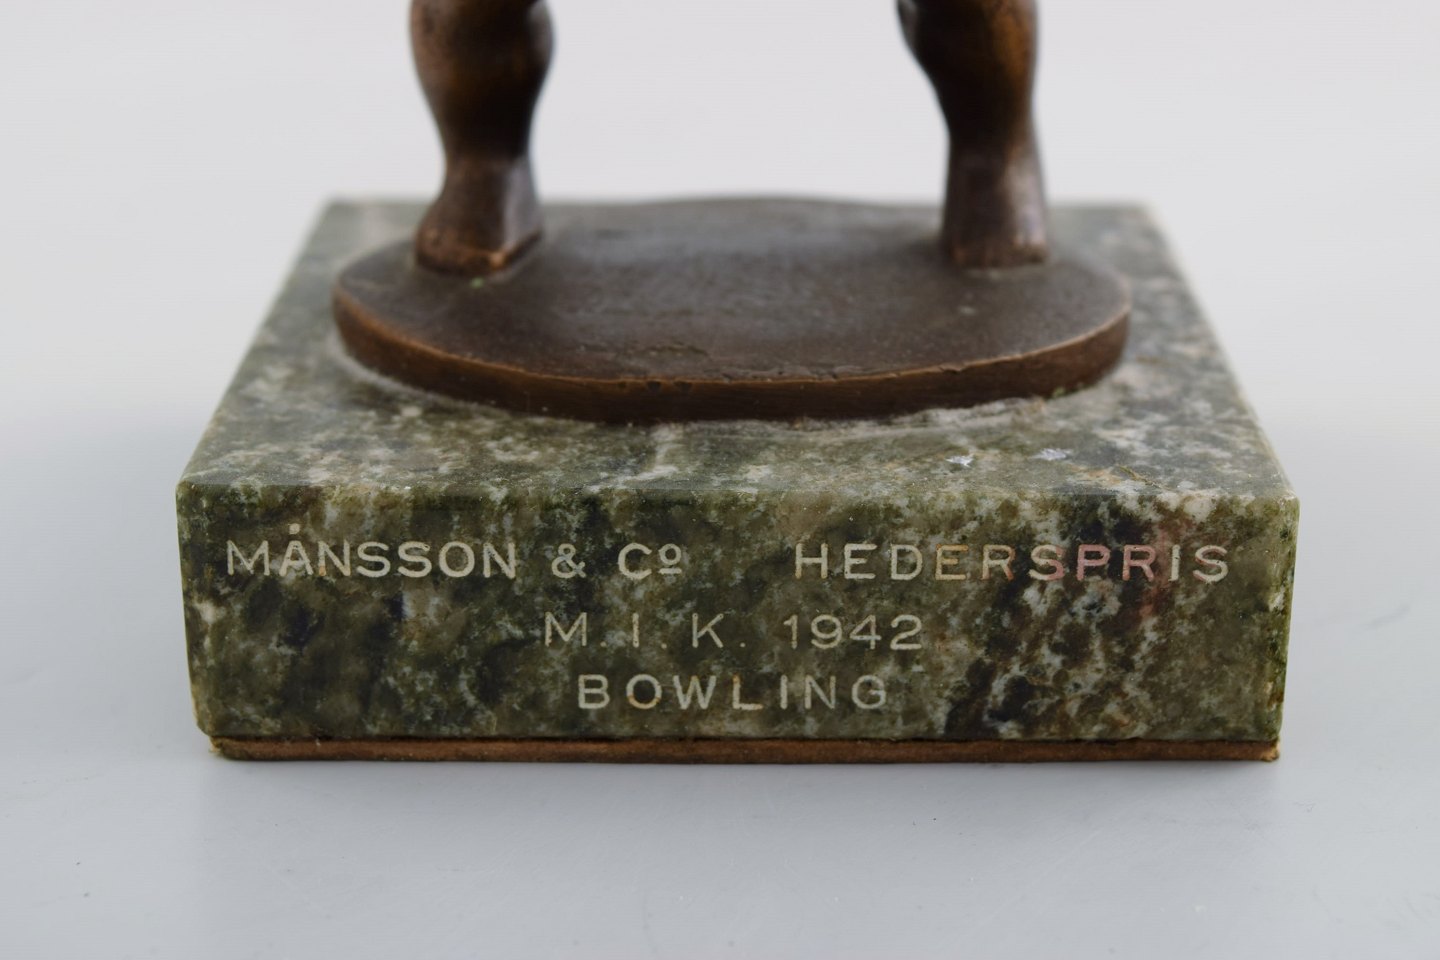 MÅNSSON & Cº HEDERSPRIS
M.I.K. 1942
BOWLING